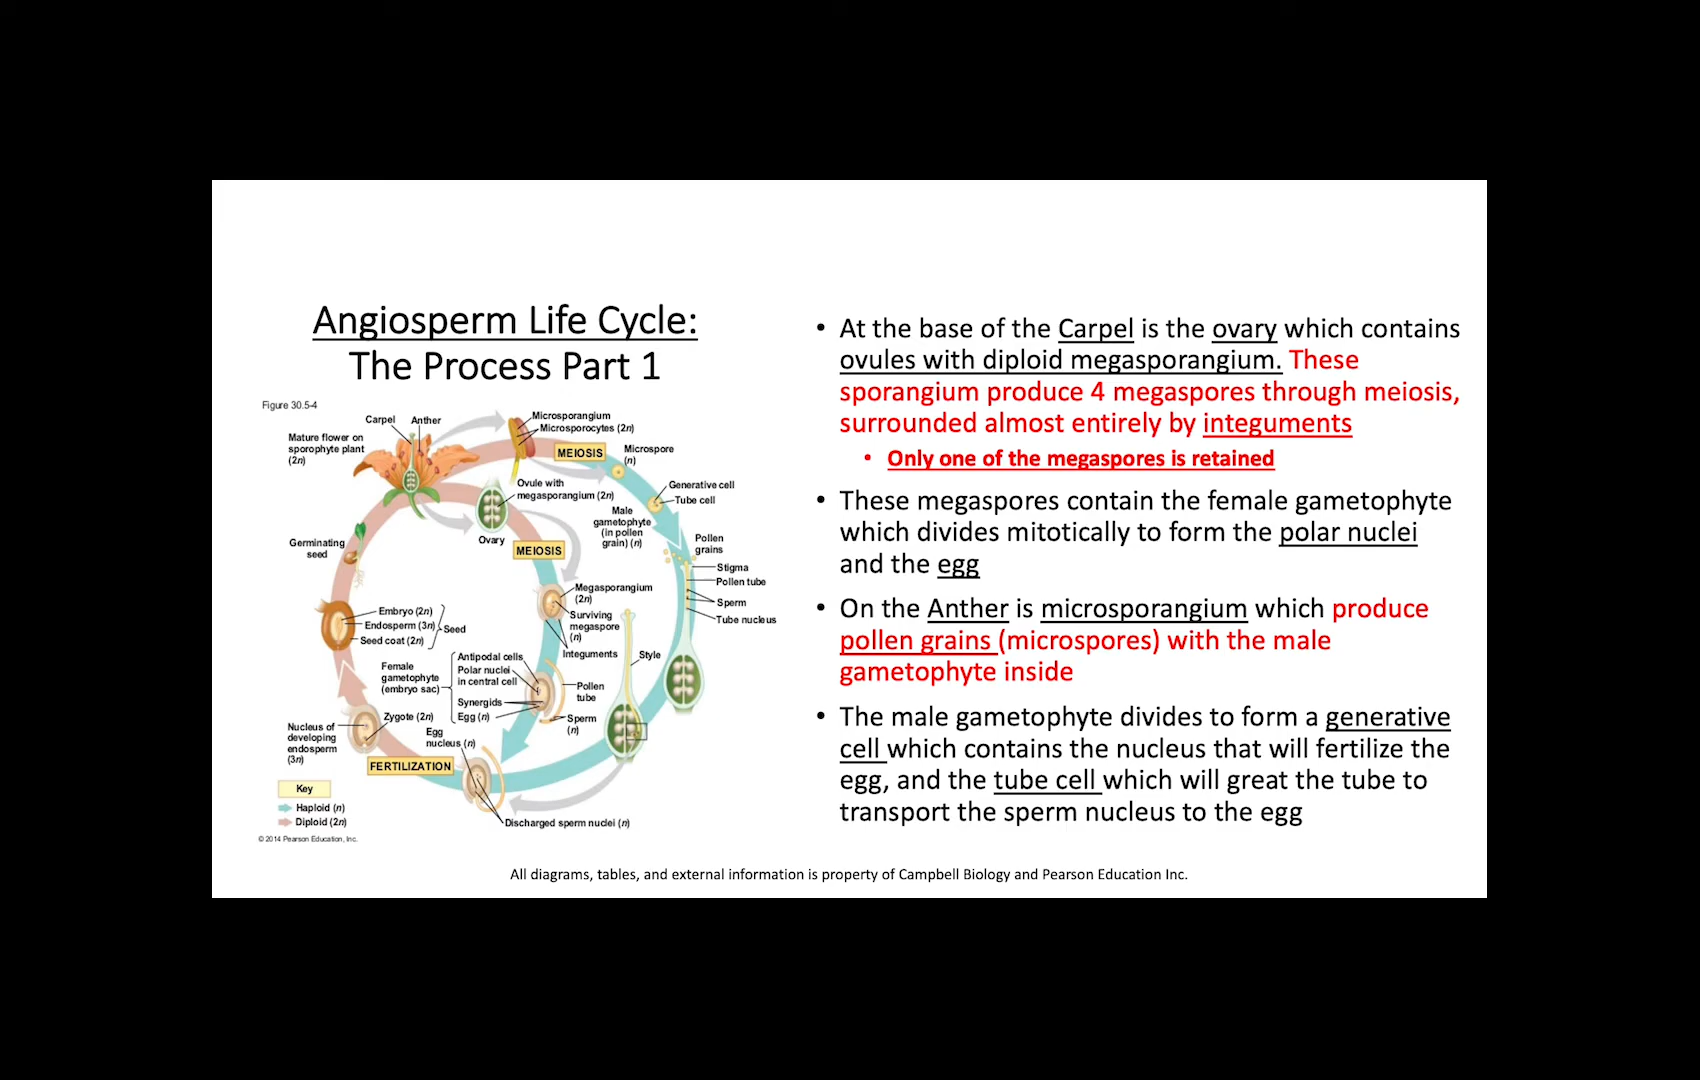 Angiosperm Life Cycle:
The Process Part 1
Figure 30.5-4
Carpel
Anther
Mature flower on
sporophyte plant
(2n)
Microsporangium
Microsporocytes (2n)
MEIOSIS
Microspore
(n)
Ovule with
megasporangium (2n)
Generative cell
Tube cell
Male
gametophyte
(in pollen
grain) (n)
Ovary
MEIOSIS
Pollen
grains
Stigma
Pollen tube
Sperm
Tube nucleus
Germinating
seed
Megasporangium
(2n)
Surviving
megaspore
(n)
Integuments
Style
Embryo (2n)
Endosperm (3n)
Seed coat (2n)
Seed
Female
gametophyte
(embryo sac)
Antipodal cells
Polar nuclei
in central cell
Synergids
Egg (n)
Pollen
tube
Sperm
(n)
Zygote (2n)
Nucleus of
developing
endosperm
(3n)
Egg
nucleus (n)
FERTILIZATION
Key
Haploid (n)
Diploid (2n)
Discharged sperm nuclei (n)
© 2014 Pearson Education, Inc.
• At the base of the Carpel is the ovary which contains
ovules with diploid megasporangium. These
sporangium produce 4 megaspores through meiosis,
surrounded almost entirely by integuments
• Only one of the megaspores is retained
• These megaspores contain the female gametophyte
which divides mitotically to form the polar nuclei
and the egg
• On the Anther is microsporangium which produce
pollen grains (microspores) with the male
gametophyte inside
• The male gametophyte divides to form a generative
cell which contains the nucleus that will fertilize the
egg, and the tube cell which will great the tube to
transport the sperm nucleus to the egg
All diagrams, tables, and external information is property of Campbell Biology and Pearson Education Inc.